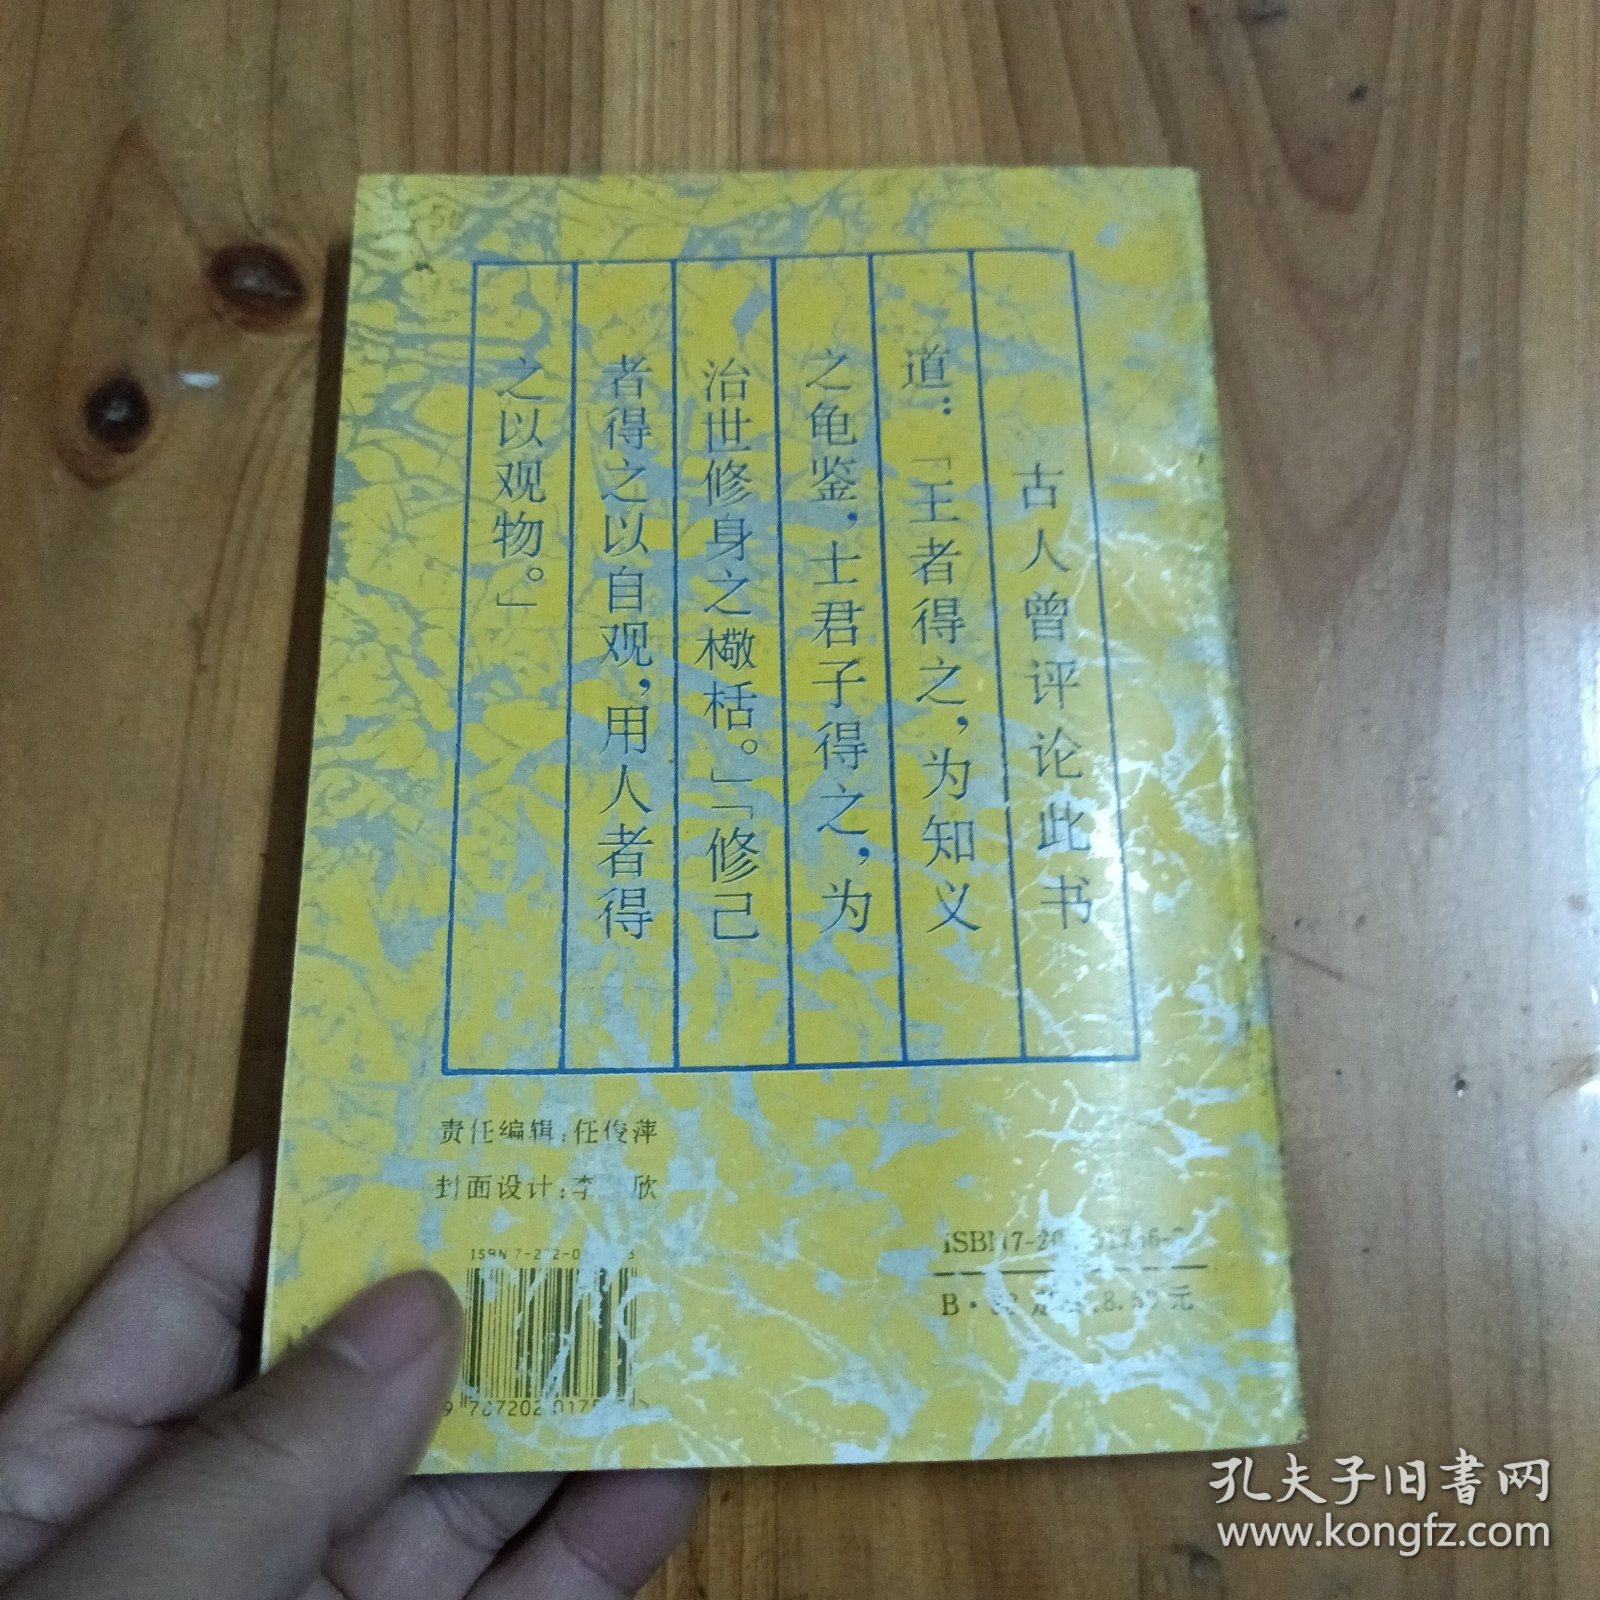 古人曾评论此书
道：「王者得之，为知义
之龟鉴，士君子得之，为
治世修身之橄栝。」「修己
者得之以自观，用人者得
之以观物。」
责任编辑：任俊萍
封面设计：李 欣
B·
元
孔夫子旧书网
www.kongfz.com